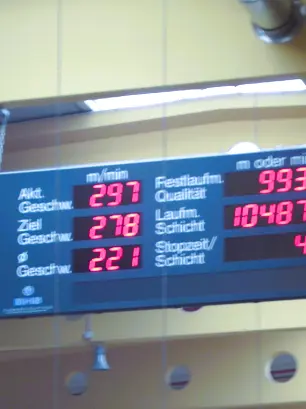 m/min m oder mi
Akt. Geschw. 297 Restlaufm. Qualität 993
Ziel Geschw. 278 Laufm. Schicht 10487
ø Geschw. 221 Stopzeit/ Schicht 4